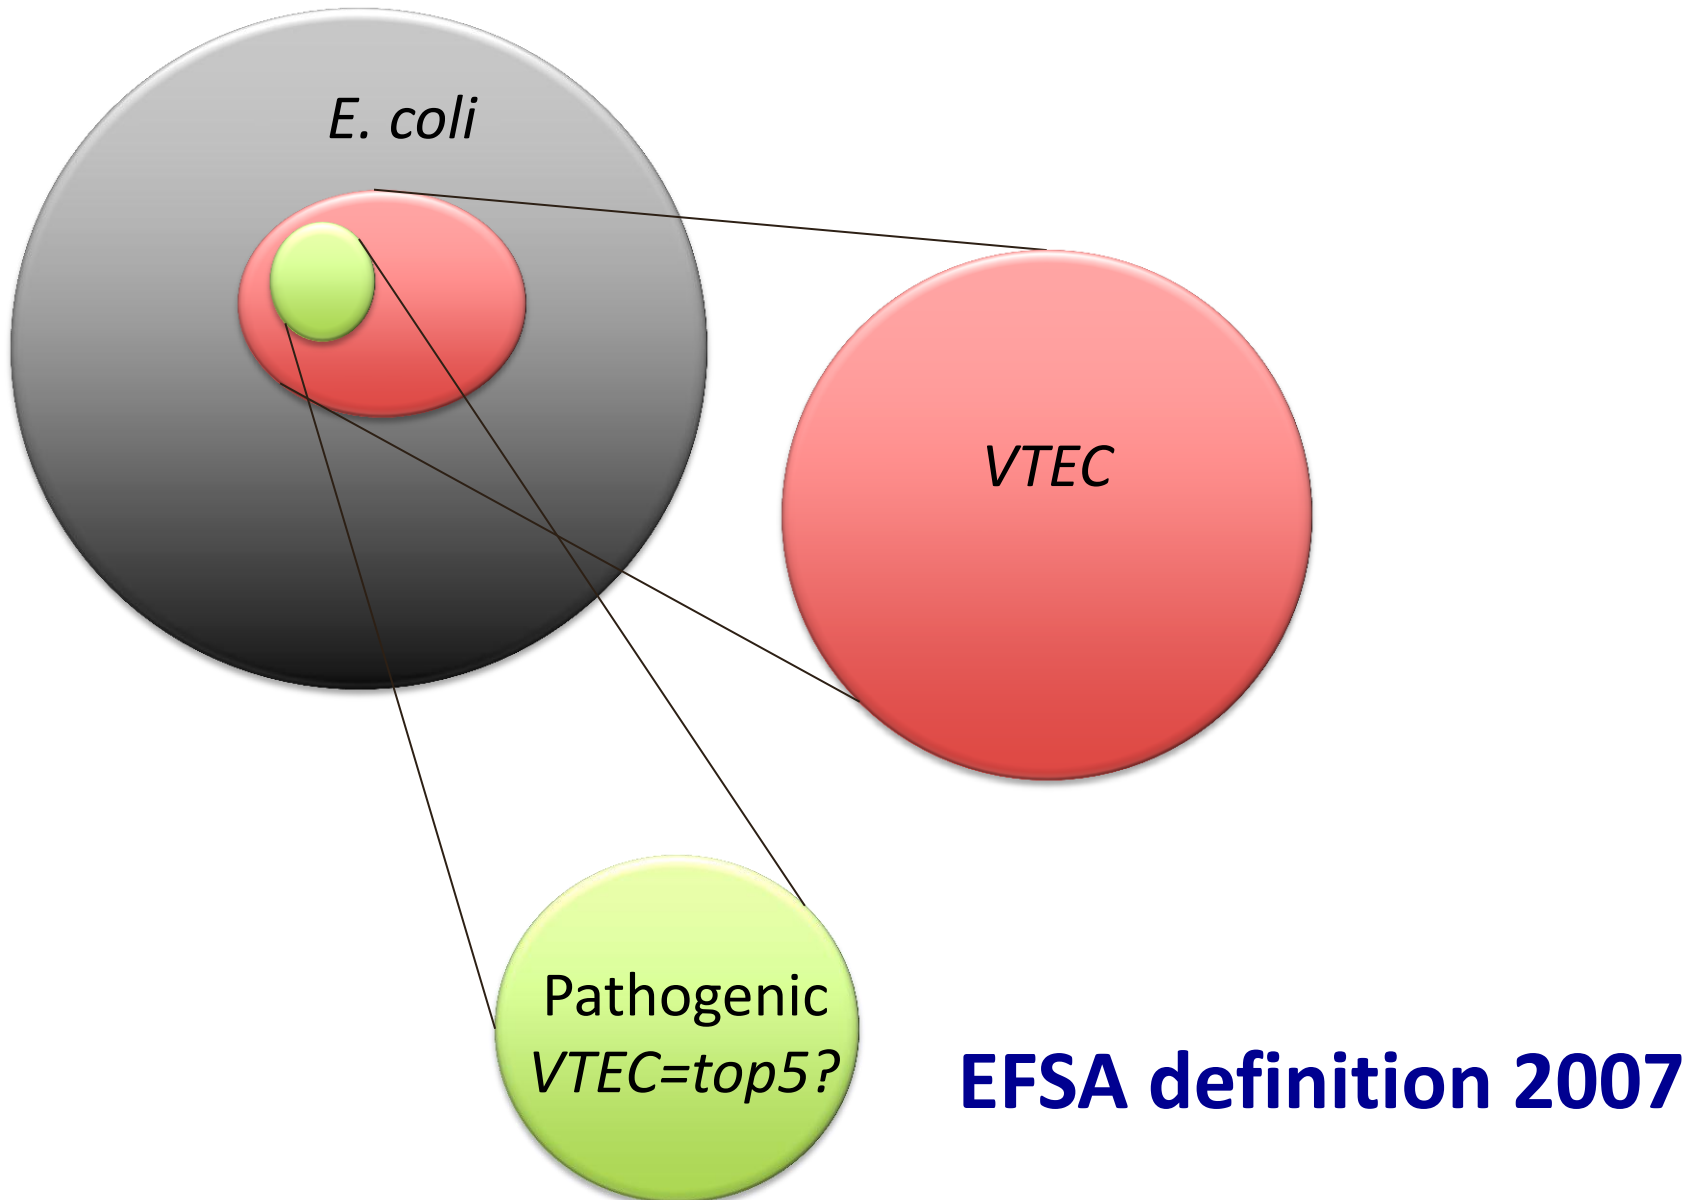 E. coli
VTEC
Pathogenic
VTEC=top5?
EFSA definition 2007